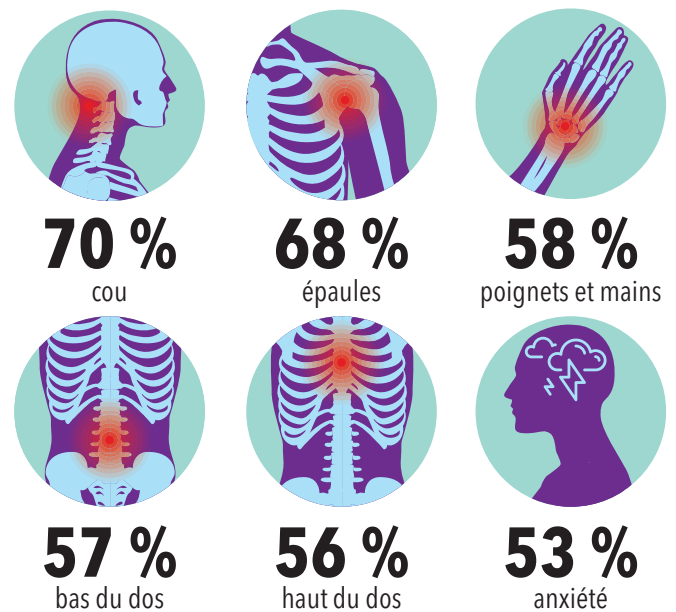 70 %
cou
68 %
épaules
58 %
poignets et mains
57 %
bas du dos
56 %
haut du dos
53 %
anxiété